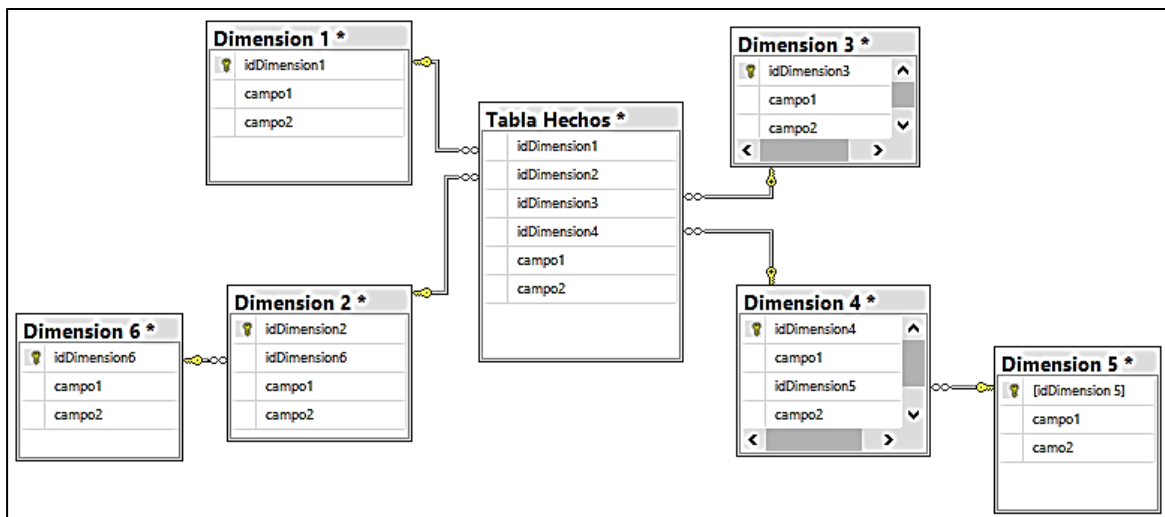 Dimension 1 *
idDimension1
campo1
campo2
Dimension 3 *
idDimension3
campo1
campo2
Tabla Hechos *
idDimension1
idDimension2
idDimension3
idDimension4
campo1
campo2
Dimension 2 *
idDimension2
idDimension6
campo1
campo2
Dimension 6 *
idDimension6
campo1
campo2
Dimension 4 *
idDimension4
campo1
idDimension5
campo2
Dimension 5 *
[idDimension 5]
campo1
camo2